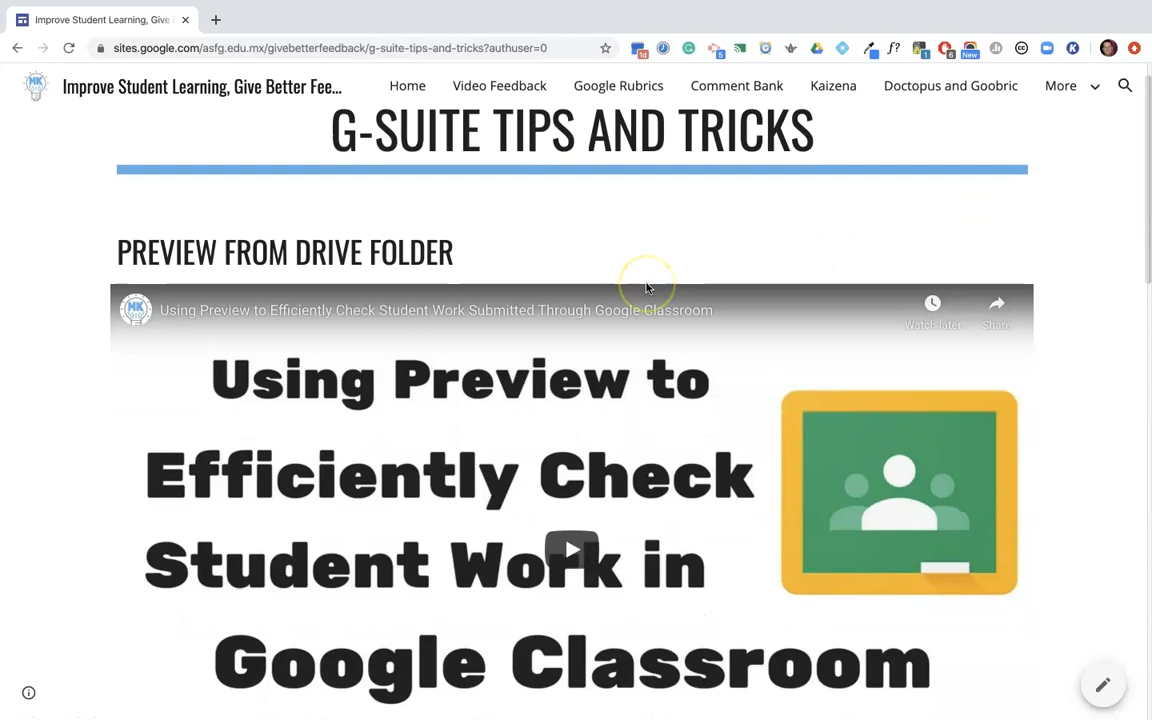 Improve Student Learning, Give
sites.google.com/asfg.edu.mx/givebetterfeedback/g-suite-tips-and-tricks?authuser=0
Improve Student Learning, Give Better Fee...
Home
Video Feedback
Google Rubrics
Comment Bank
Kaizena
Doctopus and Goobric
More
G-SUITE TIPS AND TRICKS
PREVIEW FROM DRIVE FOLDER
Using Preview to Efficiently Check Student Work Submitted Through Google Classroom
Watch later
Share
Using Preview to
Efficiently Check
Student Work in
Google Classroom